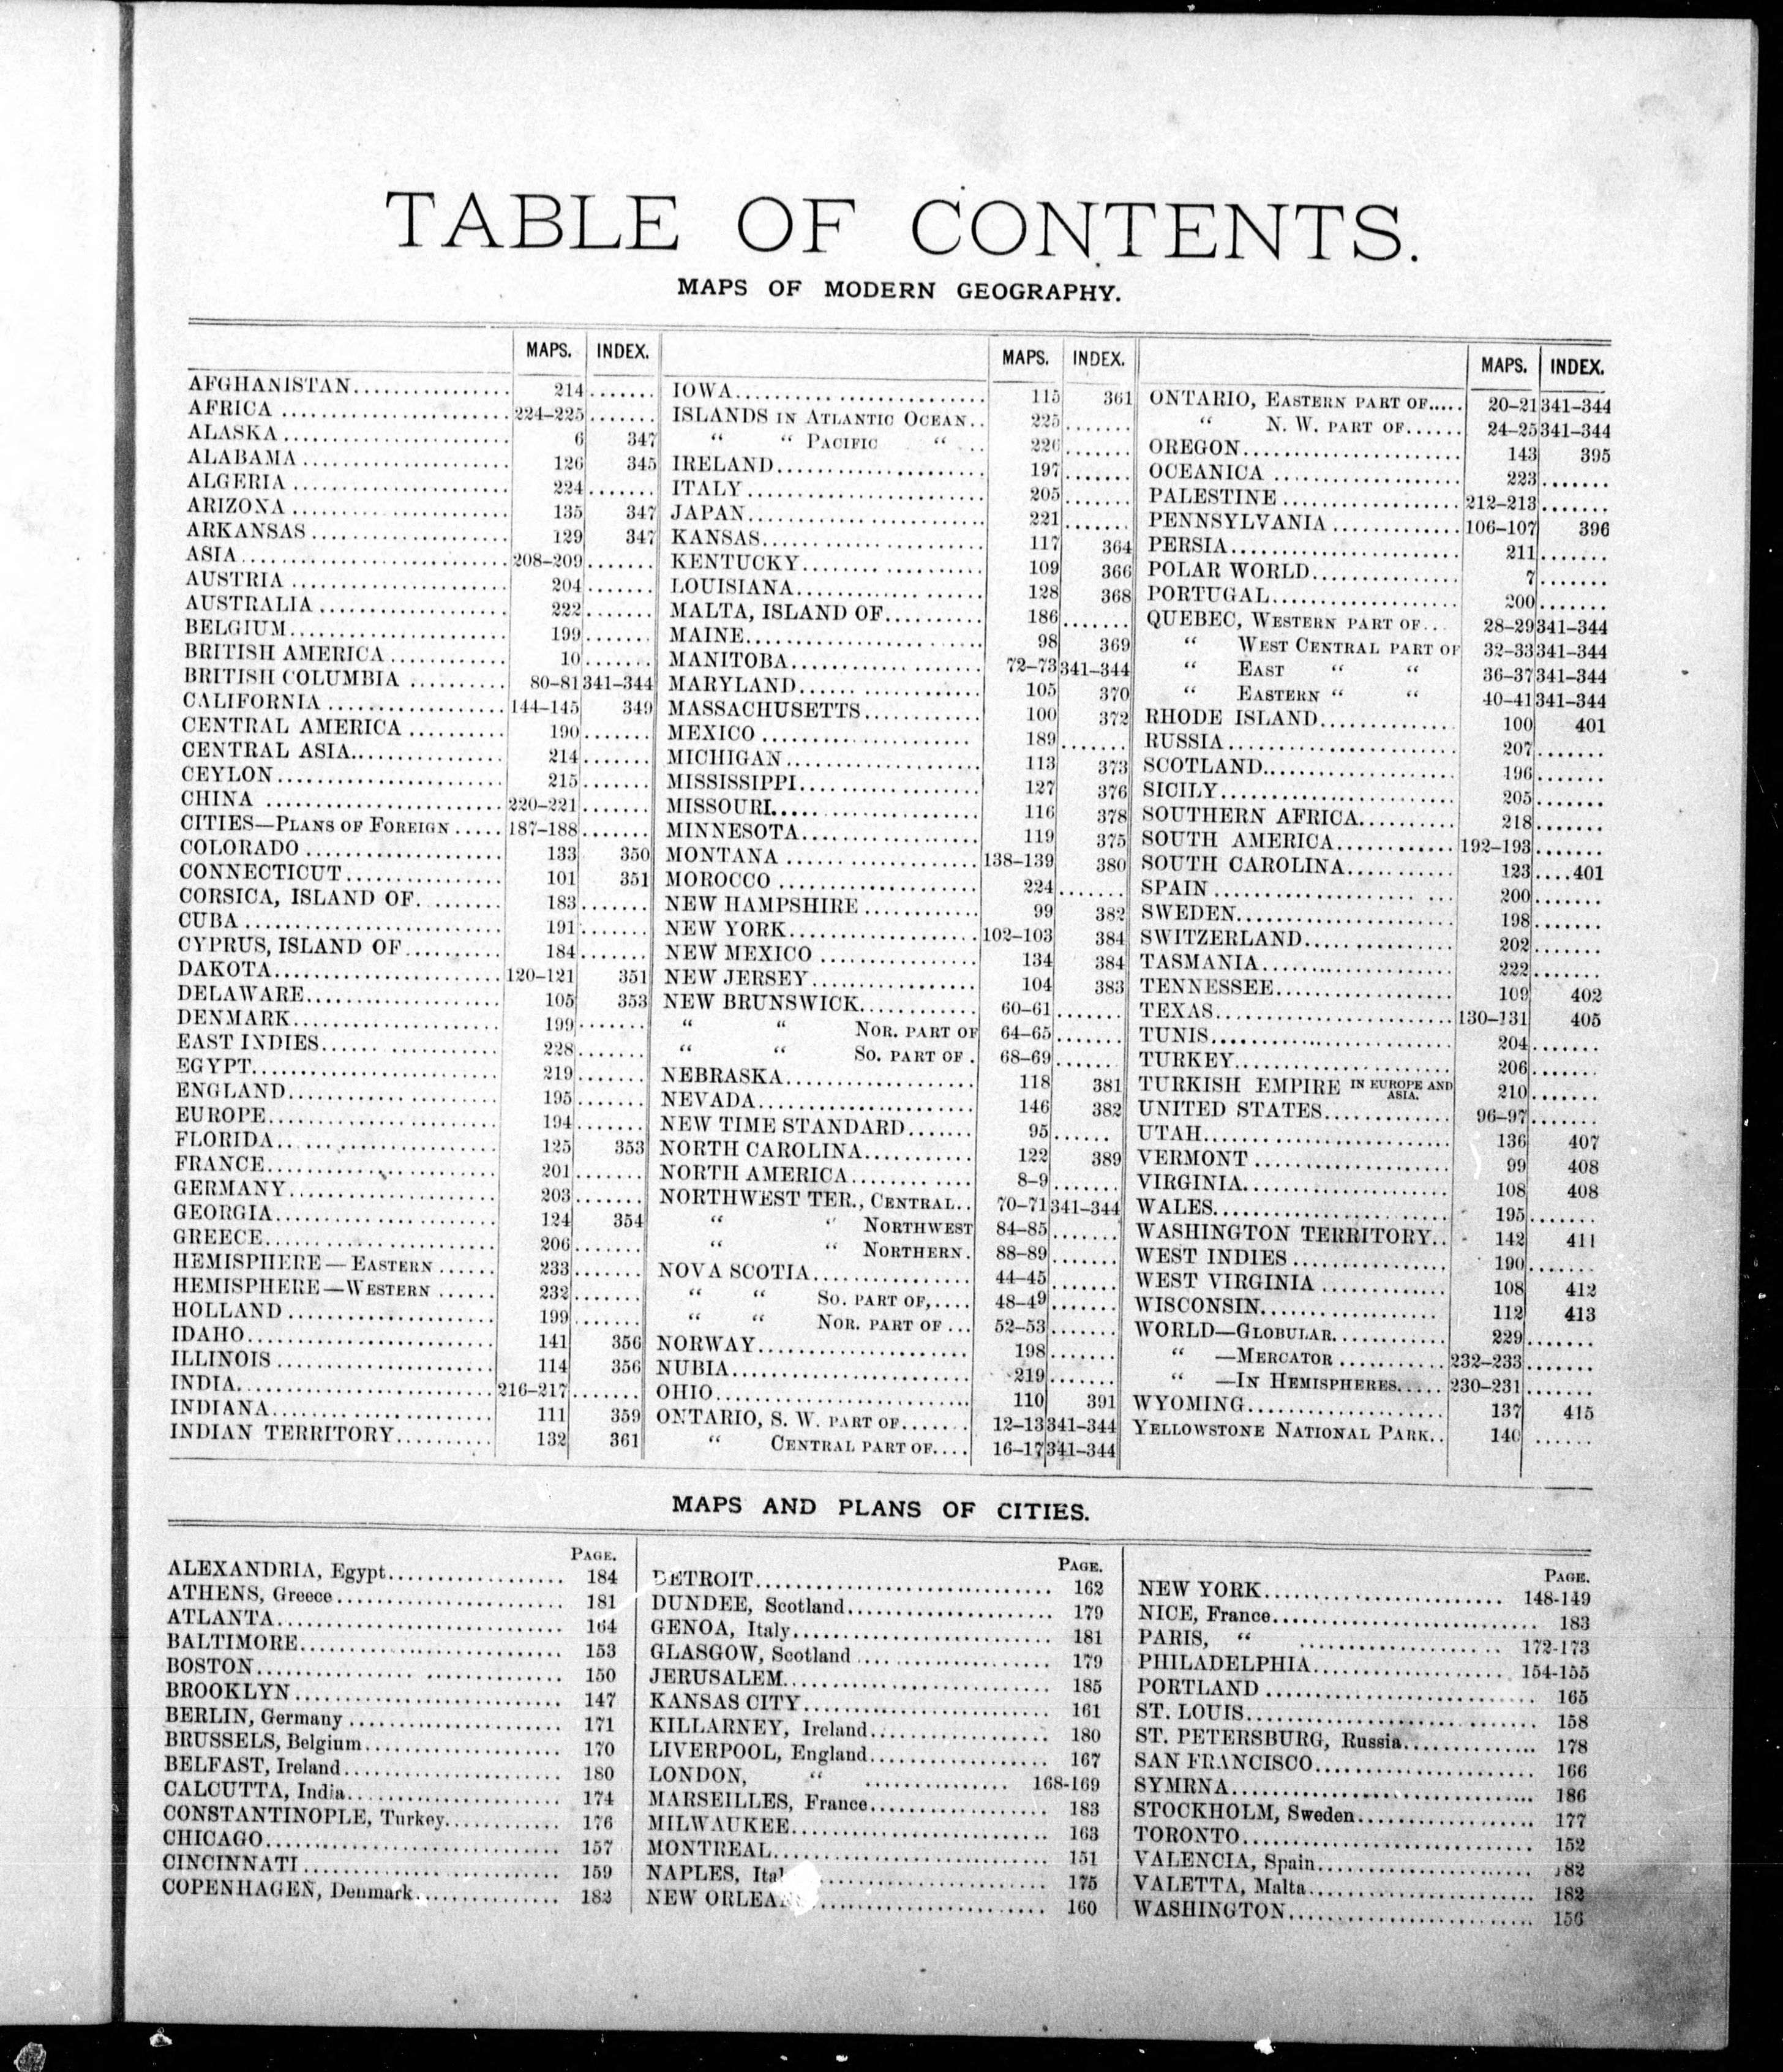 TABLE OF CONTENTS.
MAPS OF MODERN GEOGRAPHY.
MAPS. INDEX.
AFGHANISTAN 214
AFRICA 224–225
ALASKA 6 347
ALABAMA 126 345
ALGERIA 224
ARIZONA 135 347
ARKANSAS 129 347
ASIA 208–209
AUSTRIA 204
AUSTRALIA 222
BELGIUM 199
BRITISH AMERICA 10
BRITISH COLUMBIA 80–81 341–344
CALIFORNIA 144–145 349
CENTRAL AMERICA 190
CENTRAL ASIA 214
CEYLON 215
CHINA 220–221
CITIES—PLANS OF FOREIGN 187–188
COLORADO 133 350
CONNECTICUT 101 351
CORSICA, ISLAND OF 183
CUBA 191
CYPRUS, ISLAND OF 184
DAKOTA 120–121 351
DELAWARE 105 353
DENMARK 199
EAST INDIES 228
EGYPT 219
ENGLAND 195
EUROPE 194
FLORIDA 125 353
FRANCE 201
GERMANY 203
GEORGIA 124 354
GREECE 206
HEMISPHERE—EASTERN 233
HEMISPHERE—WESTERN 232
HOLLAND 199
IDAHO 141 356
ILLINOIS 114 356
INDIA 216–217
INDIANA 111 359
INDIAN TERRITORY 132 361
MAPS. INDEX.
IOWA 115 361
ISLANDS IN ATLANTIC OCEAN 225
“ “ PACIFIC “ 226
IRELAND 197
ITALY 205
JAPAN 221
KANSAS 117 364
KENTUCKY 109 366
LOUISIANA 128 368
MALTA, ISLAND OF 186
MAINE 98 369
MANITOBA 72–73 341–344
MARYLAND 105 370
MASSACHUSETTS 100 372
MEXICO 189
MICHIGAN 113 373
MISSISSIPPI 127 376
MISSOURI 116 378
MINNESOTA 119 375
MONTANA 138–139 380
MOROCCO 224
NEW HAMPSHIRE 99 382
NEW YORK 102–103 384
NEW MEXICO 134 384
NEW JERSEY 104 383
NEW BRUNSWICK 60–61
“ “ NOR. PART OF 64–65
“ “ SO. PART OF 68–69
NEBRASKA 118 381
NEVADA 146 382
NEW TIME STANDARD 95
NORTH CAROLINA 122 389
NORTH AMERICA 8–9
NORTHWEST TER., CENTRAL 70–71 341–344
“ “ NORTHWEST 84–85
“ “ NORTHERN 88–89
NOVA SCOTIA 44–45
“ “ SO. PART OF, 48–49
“ “ NOR. PART OF 52–53
NORWAY 198
NUBIA 219
OHIO 110 391
ONTARIO, S. W. PART OF 12–13 341–344
“ CENTRAL PART OF 16–17 341–344
MAPS. INDEX.
ONTARIO, EASTERN PART OF 20–21 341–344
“ N. W. PART OF 24–25 341–344
OREGON 143 395
OCEANICA 223
PALESTINE 212–213
PENNSYLVANIA 106–107 396
PERSIA 211
POLAR WORLD 7
PORTUGAL 200
QUEBEC, WESTERN PART OF 28–29 341–344
“ WEST CENTRAL PART OF 32–33 341–344
“ EAST “ “ 36–37 341–344
“ EASTERN “ “ 40–41 341–344
RHODE ISLAND 100 401
RUSSIA 207
SCOTLAND 196
SICILY 205
SOUTHERN AFRICA 218
SOUTH AMERICA 192–193
SOUTH CAROLINA 123 401
SPAIN 200
SWEDEN 198
SWITZERLAND 202
TASMANIA 222
TENNESSEE 109 402
TEXAS 130–131 405
TUNIS 204
TURKEY 206
TURKISH EMPIRE IN EUROPE AND ASIA. 210
UNITED STATES 96–97
UTAH 136 407
VERMONT 99 408
VIRGINIA 108 408
WALES 195
WASHINGTON TERRITORY 142 411
WEST INDIES 190
WEST VIRGINIA 108 412
WISCONSIN 112 413
WORLD—GLOBULAR 229
“ —MERCATOR 232–233
“ —IN HEMISPHERES 230–231
WYOMING 137 415
YELLOWSTONE NATIONAL PARK 140
MAPS AND PLANS OF CITIES.
PAGE.
ALEXANDRIA, Egypt 184
ATHENS, Greece 181
ATLANTA 164
BALTIMORE 153
BOSTON 150
BROOKLYN 147
BERLIN, Germany 171
BRUSSELS, Belgium 170
BELFAST, Ireland 180
CALCUTTA, India 174
CONSTANTINOPLE, Turkey 176
CHICAGO 157
CINCINNATI 159
COPENHAGEN, Denmark 182
PAGE.
DETROIT 162
DUNDEE, Scotland 179
GENOA, Italy 181
GLASGOW, Scotland 179
JERUSALEM 185
KANSAS CITY 161
KILLARNEY, Ireland 180
LIVERPOOL, England 167
LONDON, “ 168-169
MARSEILLES, France 183
MILWAUKEE 163
MONTREAL 151
NAPLES, 175
NEW 160
PAGE.
NEW YORK 148-149
NICE, France 183
PARIS, “ 172-173
PHILADELPHIA 154-155
PORTLAND 165
ST. LOUIS 158
ST. PETERSBURG, Russia 178
SAN FRANCISCO 166
SYMRNA 186
STOCKHOLM, Sweden 177
TORONTO 152
VALENCIA, Spain 182
VALETTA, Malta 182
WASHINGTON 156